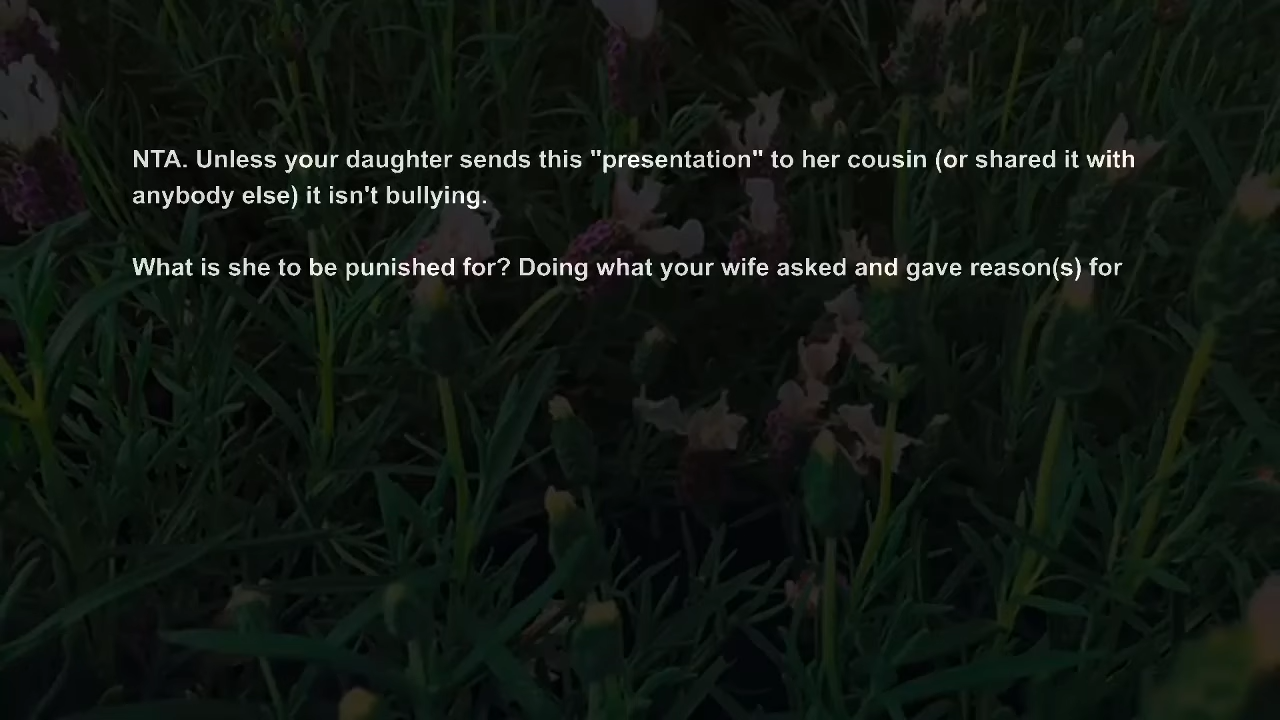 NTA. Unless your daughter sends this "presentation" to her cousin (or shared it with
anybody else) it isn't bullying.
What is she to be punished for? Doing what your wife asked and gave reason(s) for